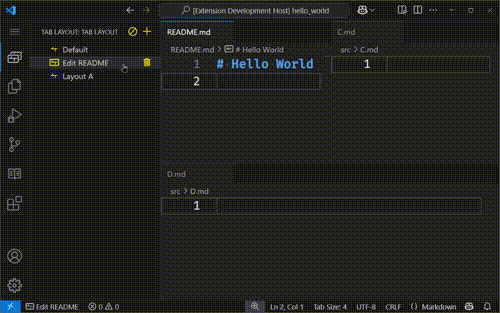 [Extension Development Host] hello_world
TAB LAYOUT: TAB LAYOUT
Default
Edit README
Layout A
README.md
README.md > # Hello World
1 # Hello World
2
C.md
src > C.md
1
D.md
src > D.md
1
Edit README
0 0
Ln 2, Col 1
Tab Size: 4
UTF-8
CRLF
{} Markdown